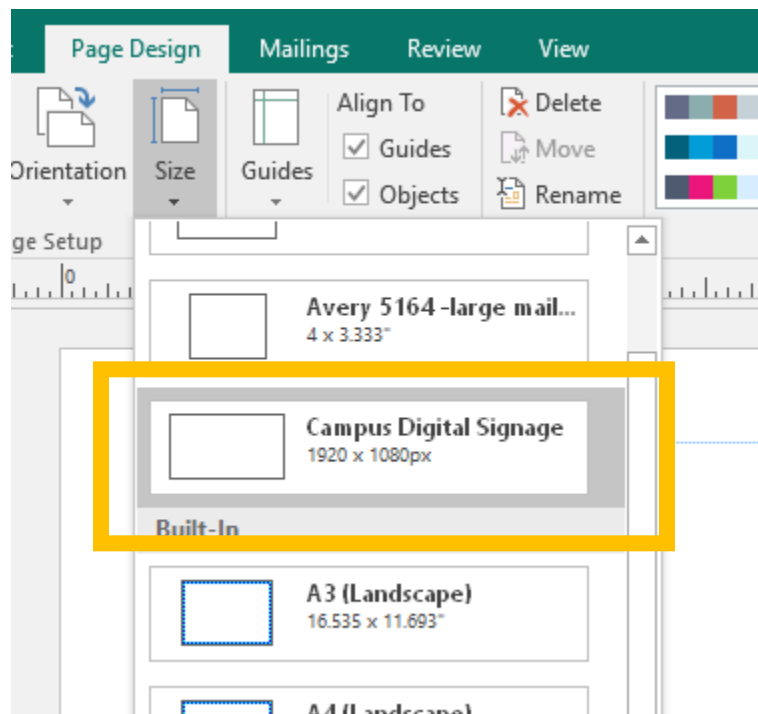 Page Design Mailings Review View
Align To Delete
Guides Move
Orientation Size Guides Objects Rename
ge Setup
0
Avery 5164 -large mail...
4 x 3.333"
Campus Digital Signage
1920 x 1080px
Built-In
A3 (Landscape)
16.535 x 11.693"
A4 (Landscape)